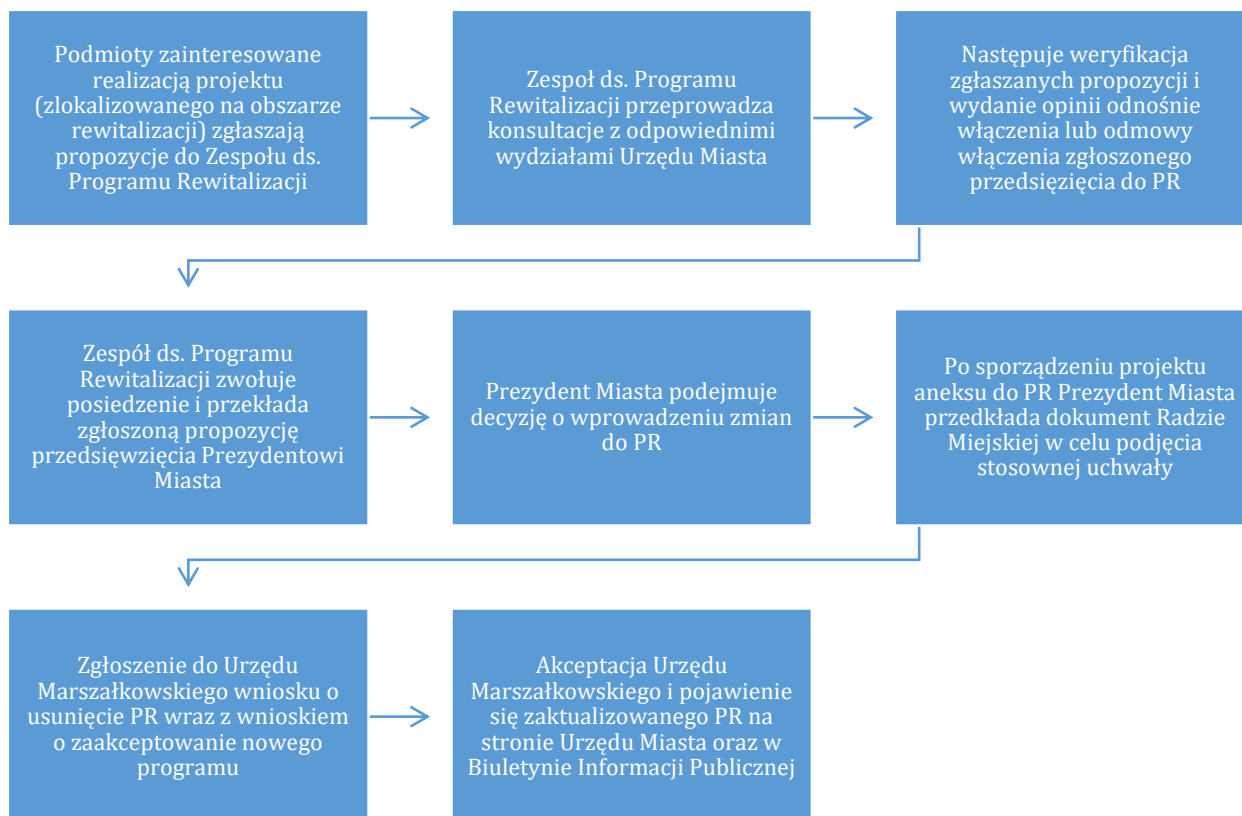 Podmioty zainteresowane
realizacją projektu
(zlokalizowanego na obszarze
rewitalizacji) zgłaszają
propozycje do Zespołu ds.
Programu Rewitalizacji
Zespoł ds. Programu
Rewitalizacji przeprowadza
konsultacje z odpowiednimi
wydziałami Urzędu Miasta
Następuje weryfikacja
zgłaszanych propozycji i
wydanie opinii odnośnie
włączenia lub odmowy
włączenia zgłoszonego
przedsięzięcia do PR
Zespół ds. Programu
Rewitalizacji zwołuje
posiedzenie i przekłada
zgłoszoną propozycję
przedsięwzięcia Prezydentowi
Miasta
Prezydent Miasta podejmuje
decyzję o wprowadzeniu zmian
do PR
Po sporządzeniu projektu
aneksu do PR Prezydent Miasta
przedkłada dokument Radzie
Miejskiej w celu podjęcia
stosownej uchwały
Zgłoszenie do Urzędu
Marszałkowskiego wniosku o
usunięcie PR wraz z wnioskiem
o zaakceptowanie nowego
programu
Akceptacja Urzędu
Marszałkowskiego i pojawienie
się zaktualizowanego PR na
stronie Urzędu Miasta oraz w
Biuletynie Informacji Publicznej